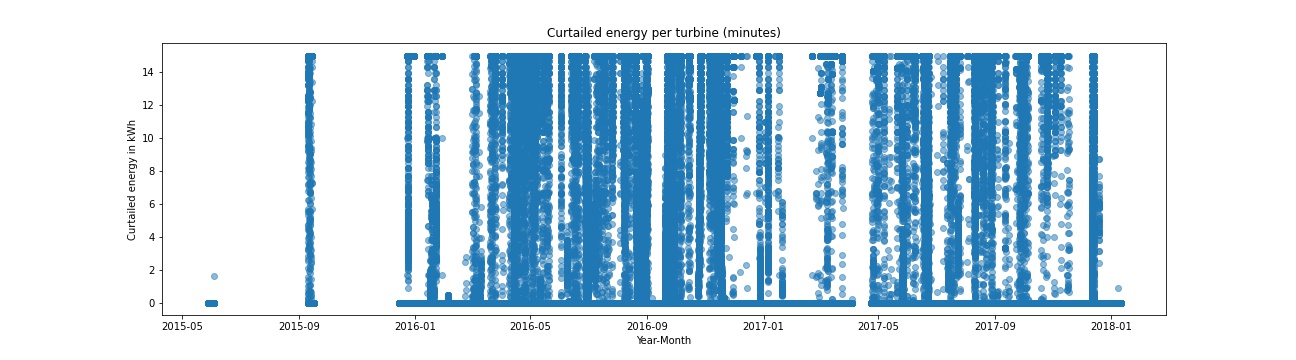 Curtailed energy per turbine (minutes)
Curtailed energy in kWh
14
12
10
8
6
4
2
0
2015-05 2015-09 2016-01 2016-05 2016-09 2017-01 2017-05 2017-09 2018-01
Year-Month